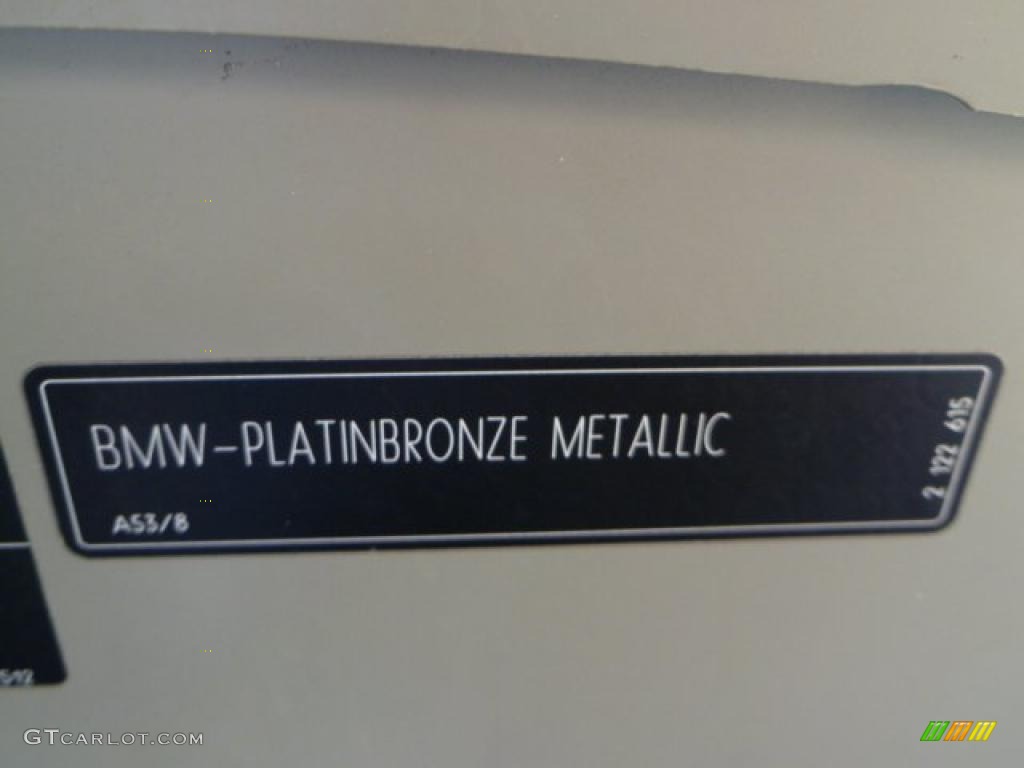 BMW-PLATINBRONZE METALLIC
A53/8
2 122 615
GTCARLOT.COM